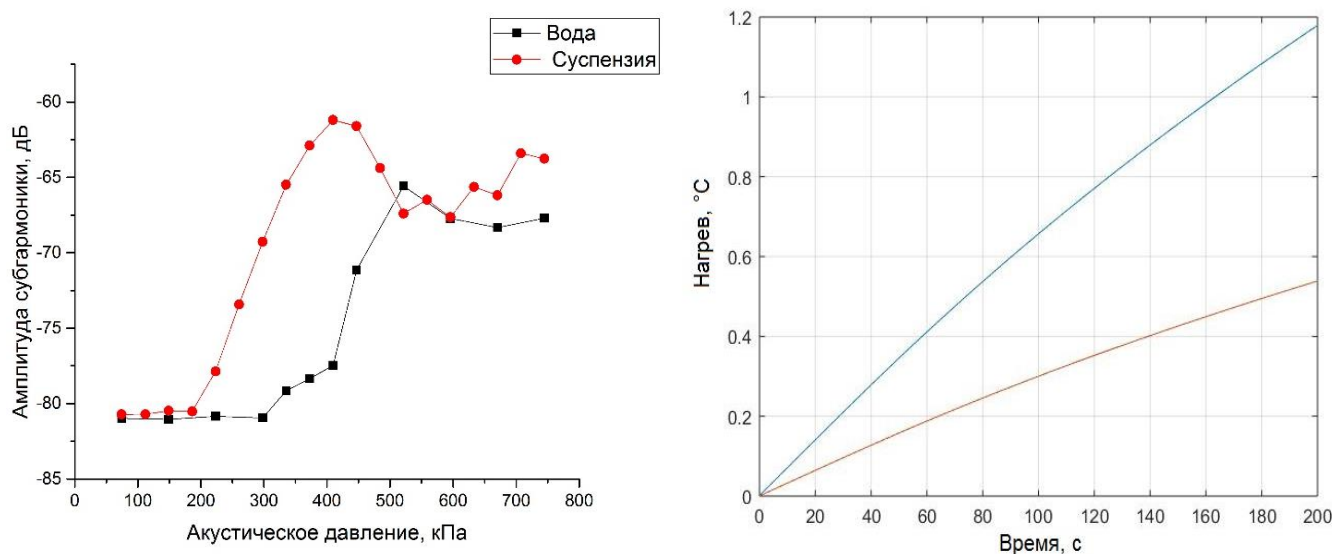 Вода
Суспензия
Амплитуда субгармоники, дБ
-60
-65
-70
-75
-80
-85
0 100 200 300 400 500 600 700 800
Акустическое давление, кПа
Нагрев, °C
1.2
1
0.8
0.6
0.4
0.2
0
0 20 40 60 80 100 120 140 160 180 200
Время, с